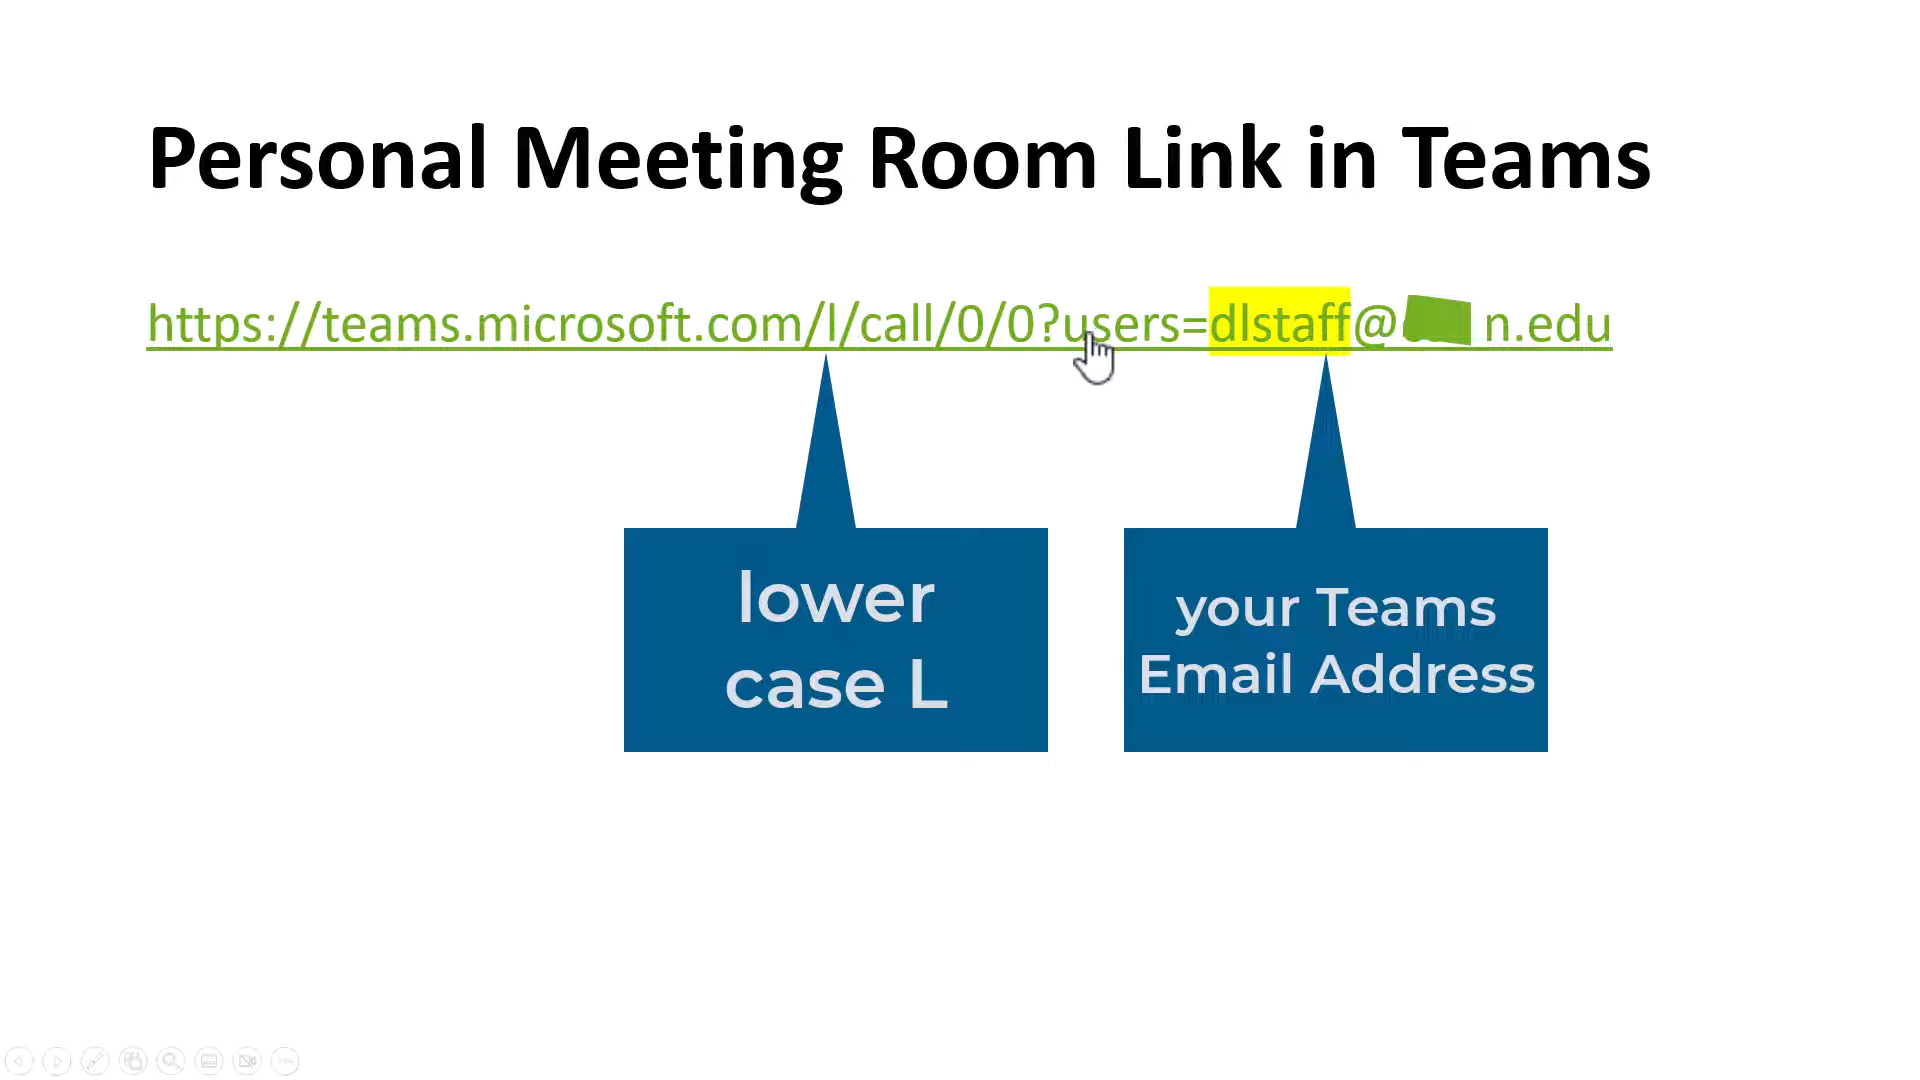 Personal Meeting Room Link in Teams
https://teams.microsoft.com/l/call/0/0?users=dlstaff@ n.edu
lower
case L
your Teams
Email Address